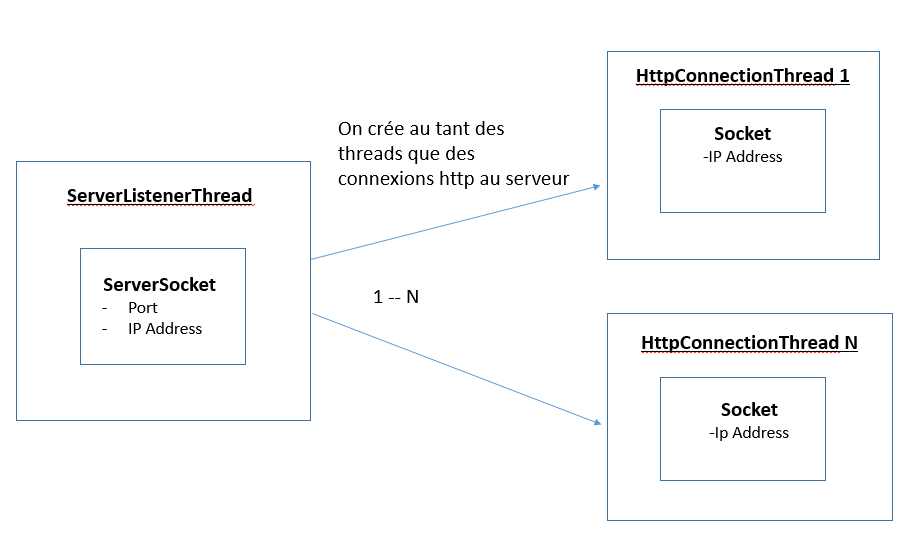 HttpConnectionThread 1
Socket
-IP Address
On crée au tant des
threads que des
connexions http au serveur
ServerListenerThread
ServerSocket
- Port
- IP Address
1 -- N
HttpConnectionThread N
Socket
-Ip Address